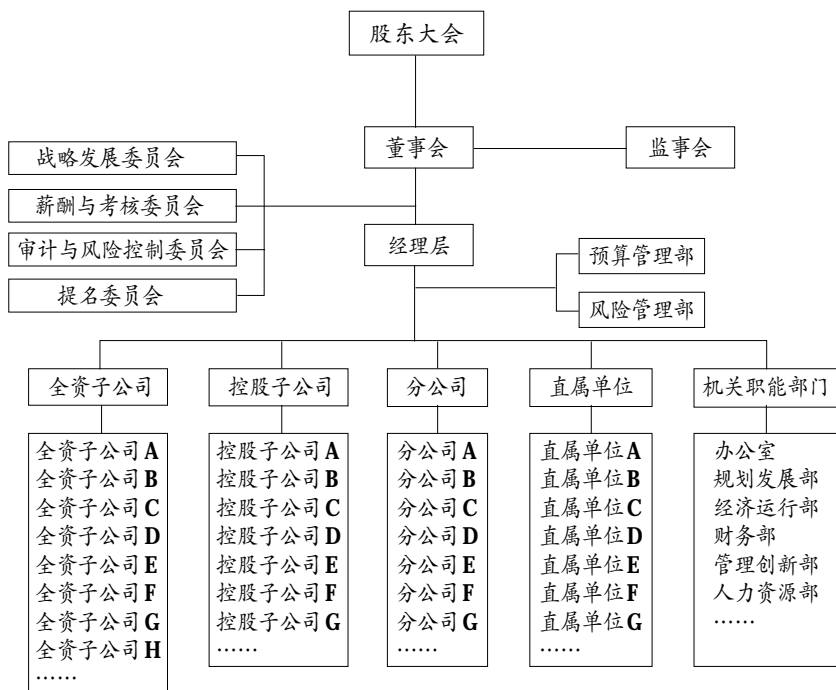 股东大会
董事会
监事会
战略发展委员会
薪酬与考核委员会
审计与风险控制委员会
提名委员会
经理层
预算管理部
风险管理部
全资子公司
控股子公司
分公司
直属单位
机关职能部门
全资子公司A
全资子公司B
全资子公司C
全资子公司D
全资子公司E
全资子公司F
全资子公司G
全资子公司H
……
控股子公司A
控股子公司B
控股子公司C
控股子公司D
控股子公司E
控股子公司F
控股子公司G
……
分公司A
分公司B
分公司C
分公司D
分公司E
分公司F
分公司G
……
直属单位A
直属单位B
直属单位C
直属单位D
直属单位E
直属单位F
直属单位G
……
办公室
规划发展部
经济运行部
财务部
管理创新部
人力资源部
……